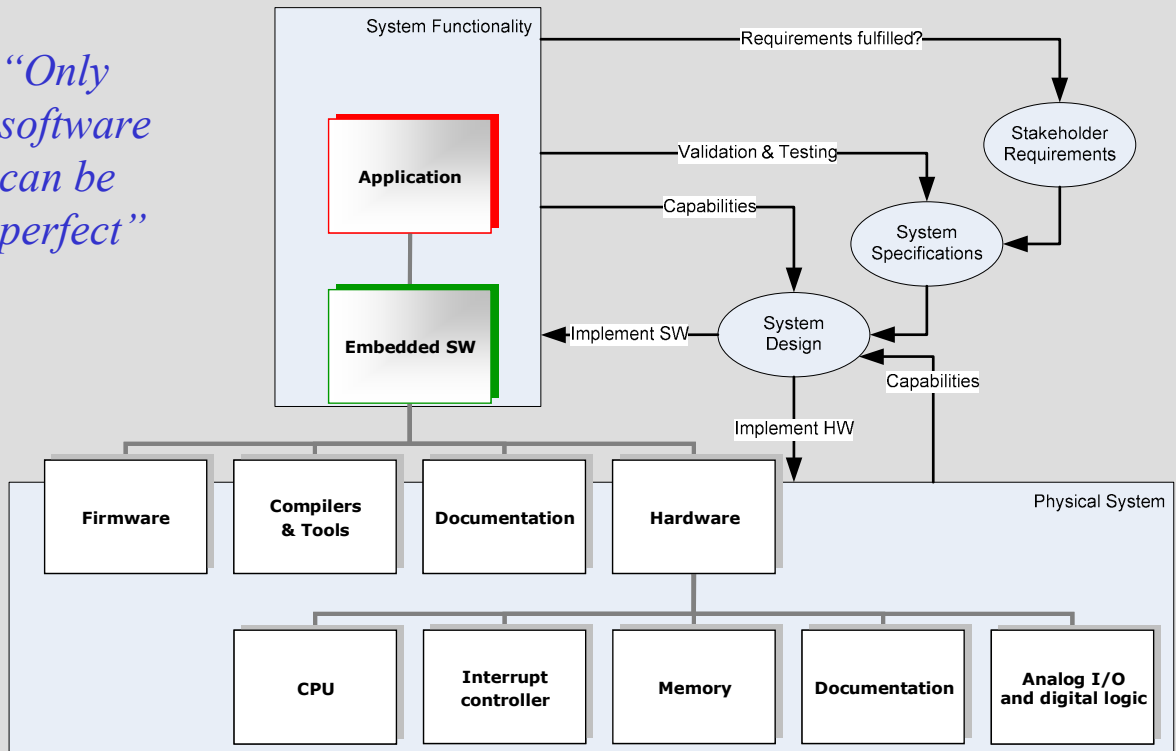 “Only
software
can be
perfect”
System Functionality
Requirements fulfilled?
Stakeholder
Requirements
Application
Validation & Testing
Capabilities
System
Specifications
Embedded SW
Implement SW
System
Design
Capabilities
Implement HW
Physical System
Firmware
Compilers
& Tools
Documentation
Hardware
CPU
Interrupt
controller
Memory
Documentation
Analog I/O
and digital logic